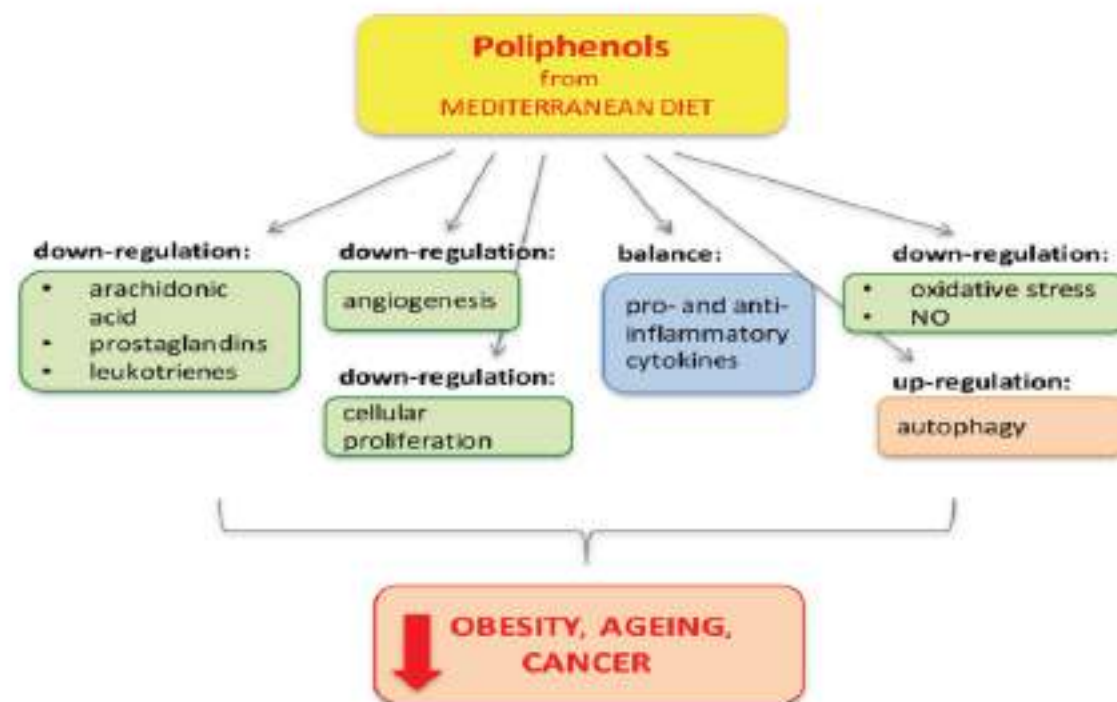 Poliphenols
from
MEDITERRANEAN DIET
down-regulation:
• arachidonic
acid
• prostaglandins
• leukotrienes
down-regulation:
angiogenesis
down-regulation:
cellular
proliferation
balance:
pro- and anti-
inflammatory
cytokines
down-regulation:
• oxidative stress
• NO
up-regulation:
autophagy
OBESITY, AGEING,
CANCER